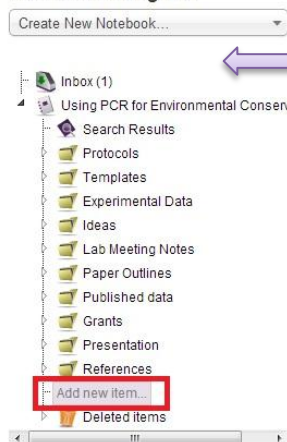 Create New Notebook...
Inbox (1)
Using PCR for Environmental Conserv
Search Results
Protocols
Templates
Experimental Data
Ideas
Lab Meeting Notes
Paper Outlines
Published data
Grants
Presentation
References
Add new item...
Deleted items